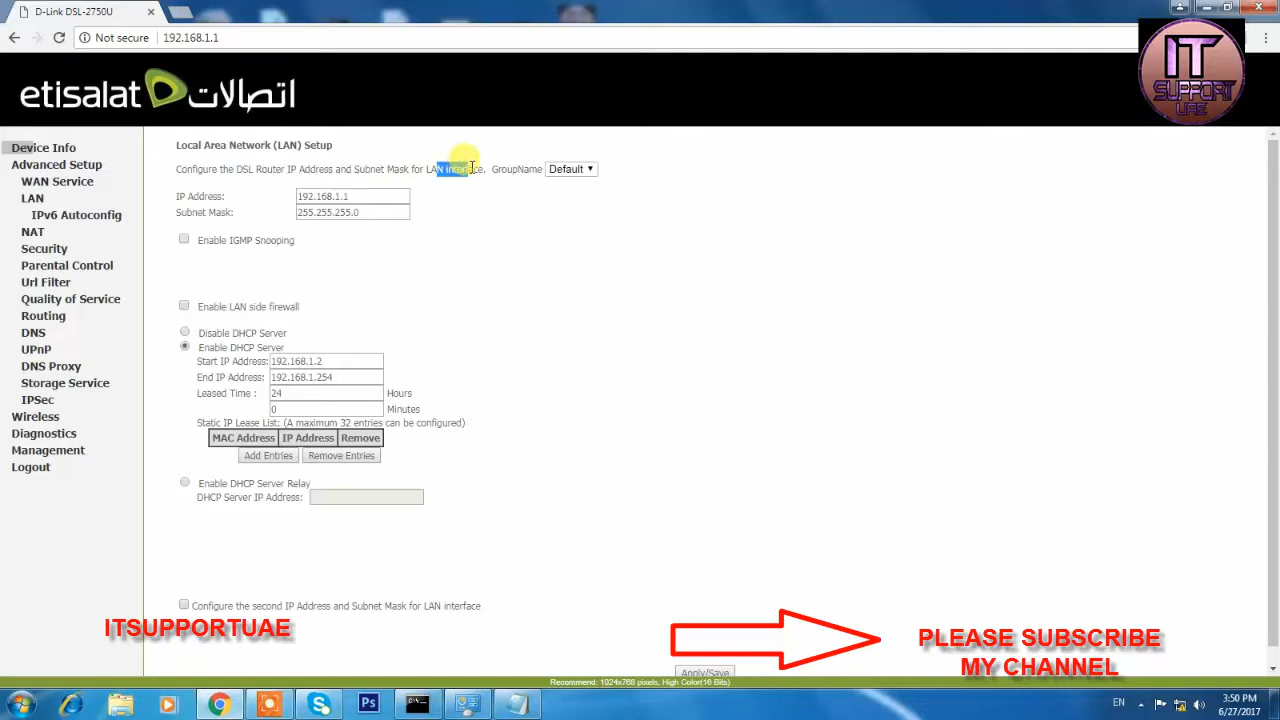 D-Link DSL-2750U
Not secure 192.168.1.1
IT
SUPPORT
UAE
etisalat اتصالات
Device Info
Advanced Setup
WAN Service
LAN
IPv6 Autoconfig
NAT
Security
Parental Control
Url Filter
Quality of Service
Routing
DNS
UPnP
DNS Proxy
Storage Service
IPSec
Wireless
Diagnostics
Management
Logout
Local Area Network (LAN) Setup
Configure the DSL Router IP Address and Subnet Mask for LAN interface. GroupName Default
IP Address: 192.168.1.1
Subnet Mask: 255.255.255.0
Enable IGMP Snooping
Enable LAN side firewall
Disable DHCP Server
Enable DHCP Server
Start IP Address: 192.168.1.2
End IP Address: 192.168.1.254
Leased Time : 24 Hours
0 Minutes
Static IP Lease List: (A maximum 32 entries can be configured)
MAC Address IP Address Remove
Add Entries Remove Entries
Enable DHCP Server Relay
DHCP Server IP Address:
Configure the second IP Address and Subnet Mask for LAN interface
ITSUPPORTUAE
PLEASE SUBSCRIBE
MY CHANNEL
Apply/Save
Recommend: 1024x768 pixels, High Color(16 Bits)
Ps
EN
3:50 PM
6/27/2017